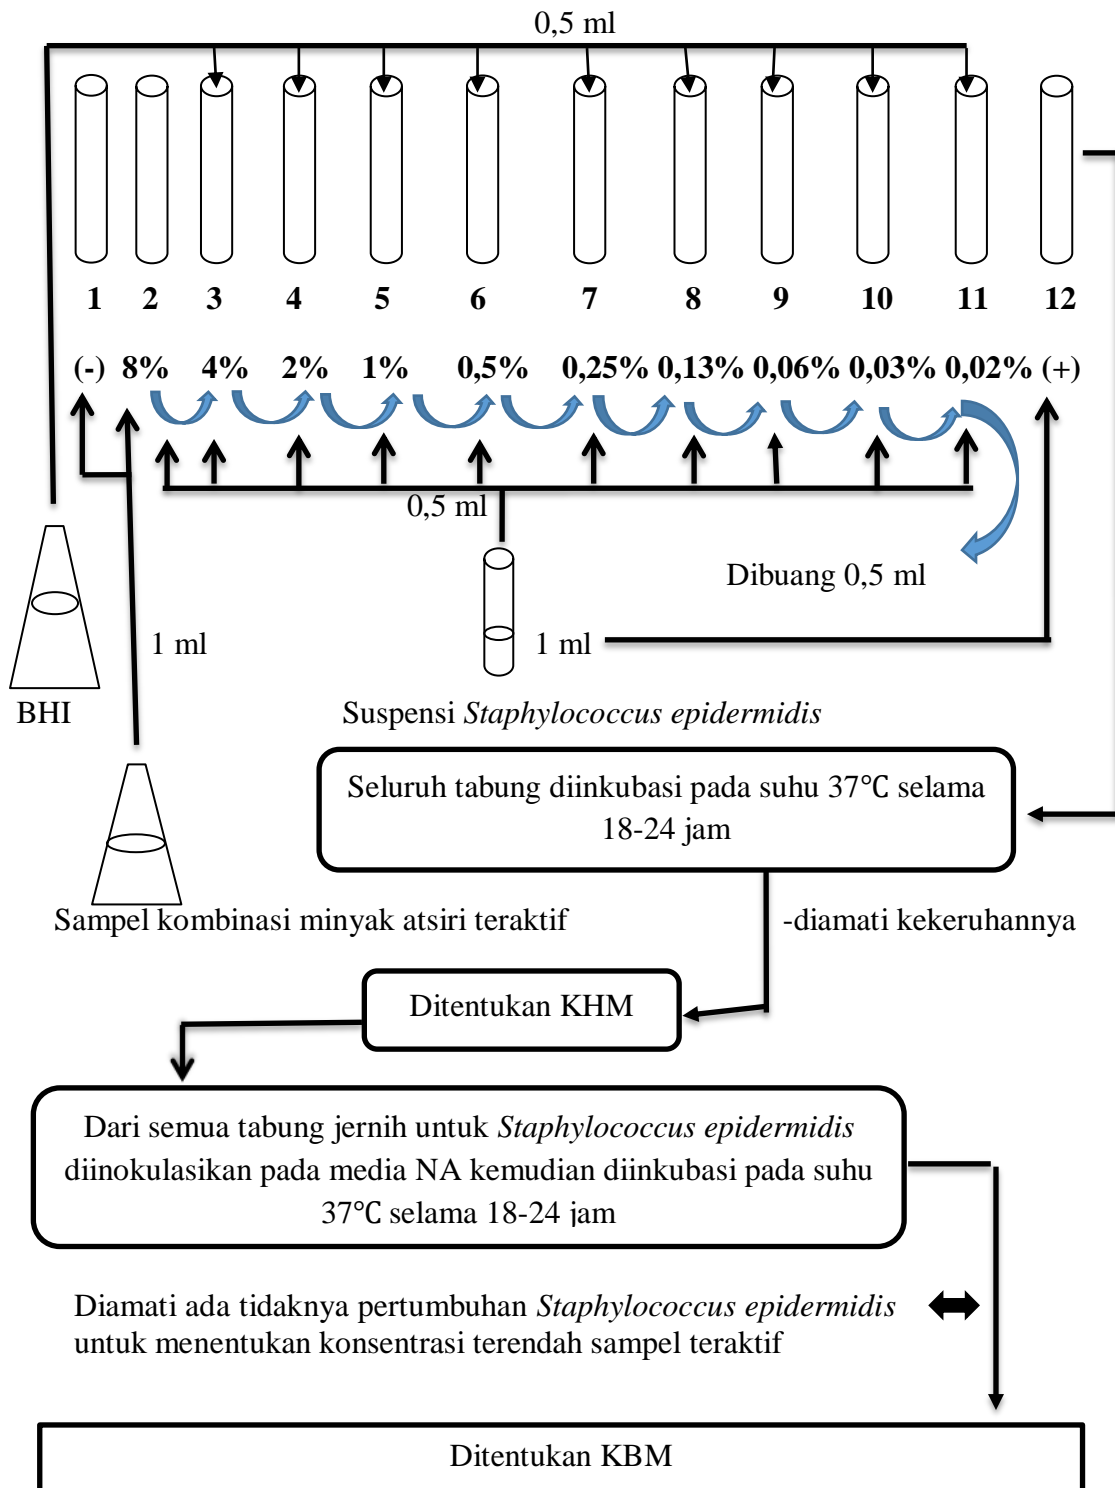 0,5 ml
1 2 3 4 5 6 7 8 9 10 11 12
(-) 8% 4% 2% 1% 0,5% 0,25% 0,13% 0,06% 0,03% 0,02% (+)
0,5 ml
Dibuang 0,5 ml
1 ml
1 ml
BHI
Suspensi Staphylococcus epidermidis
Seluruh tabung diinkubasi pada suhu 37℃ selama
18-24 jam
Sampel kombinasi minyak atsiri teraktif
-diamati kekeruhannya
Ditentukan KHM
Dari semua tabung jernih untuk Staphylococcus epidermidis
diinokulasikan pada media NA kemudian diinkubasi pada suhu
37℃ selama 18-24 jam
Diamati ada tidaknya pertumbuhan Staphylococcus epidermidis
untuk menentukan konsentrasi terendah sampel teraktif
Ditentukan KBM